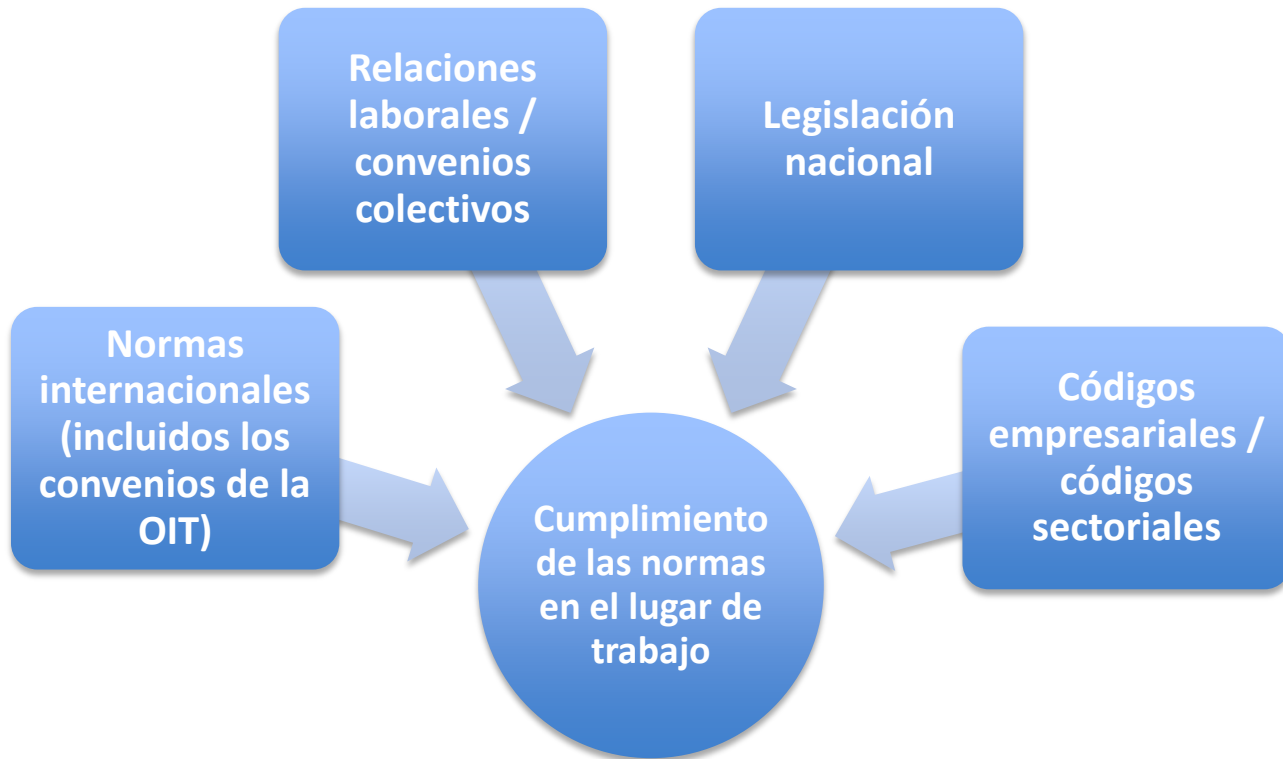 Relaciones
laborales /
convenios
colectivos
Legislación
nacional
Normas
internacionales
(incluidos los
convenios de la
OIT)
Códigos
empresariales /
códigos
sectoriales
Cumplimiento
de las normas
en el lugar de
trabajo